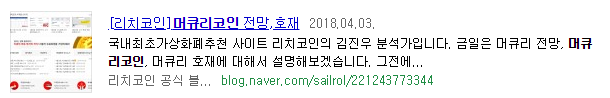 [리치코인]머큐리코인 전망,호재 2018.04.03.
국내최초가상화폐추천 사이트 리치코인의 김진우 분석가입니다. 금일은 머큐리 전망, 머큐
리코인, 머큐리 호재에 대해서 설명해보겠습니다. 그전에...
리치코인 공식 블... blog.naver.com/sailrol/221243773344